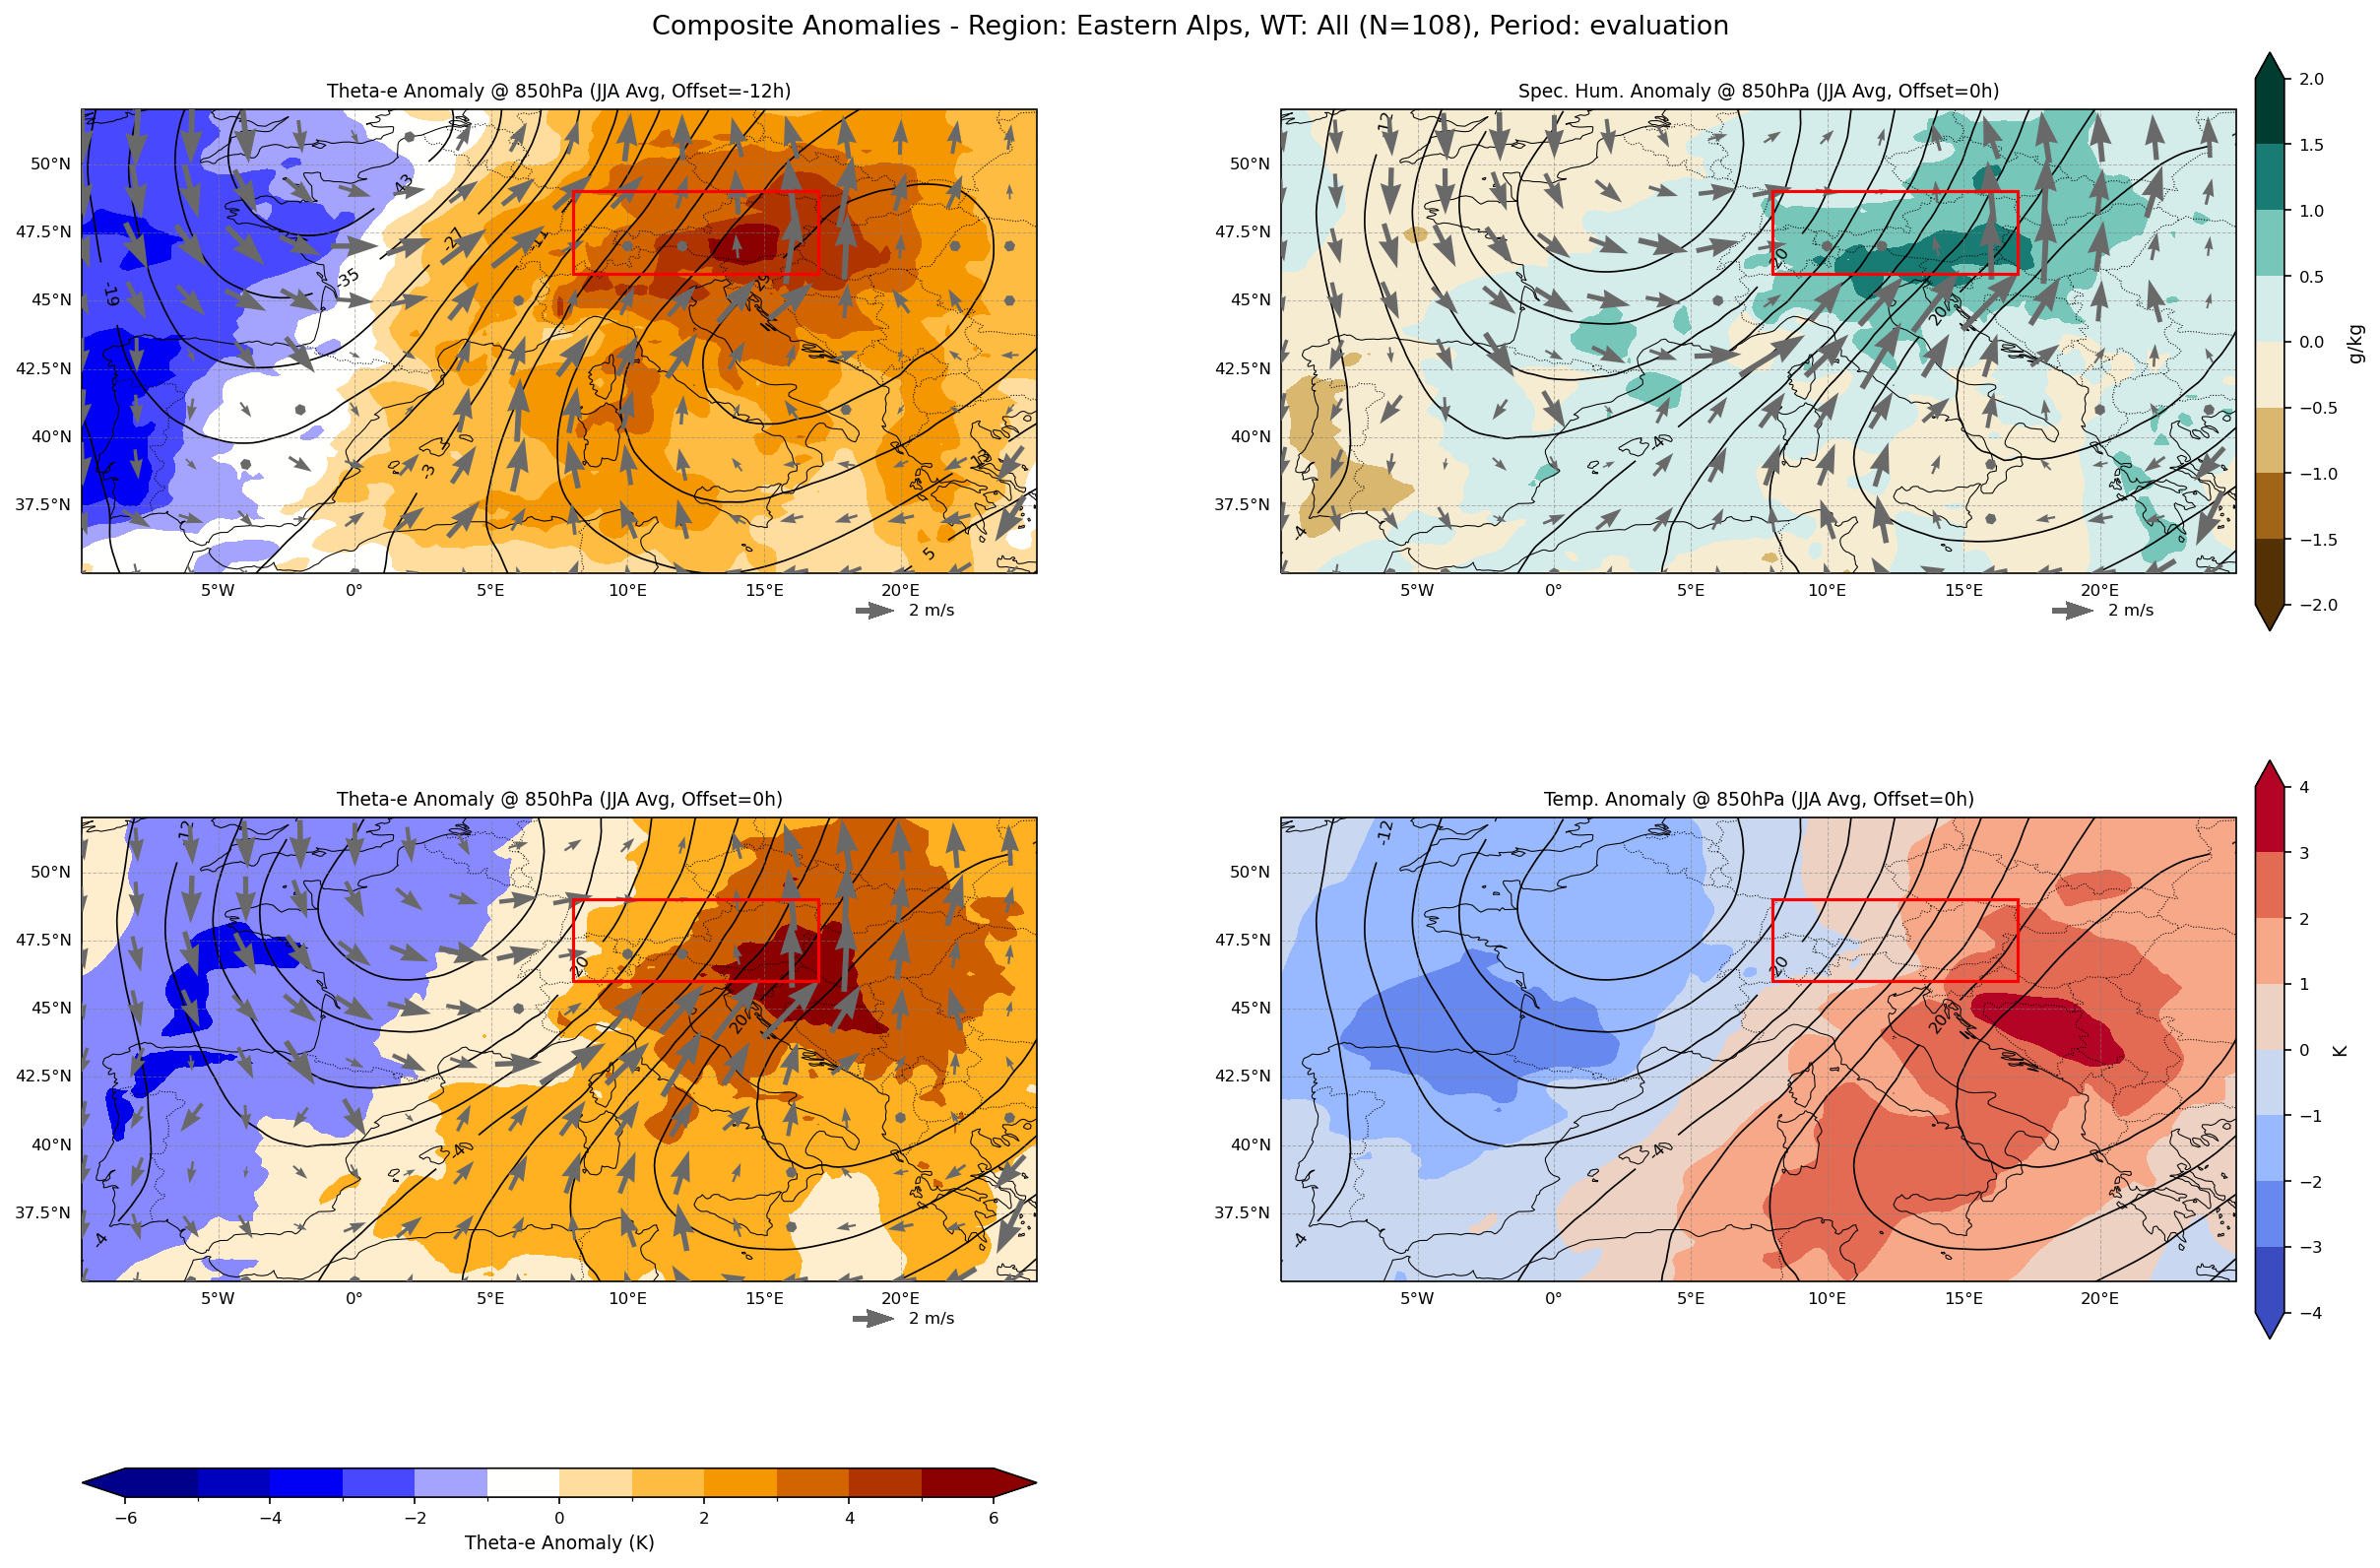 Composite Anomalies - Region: Eastern Alps, WT: All (N=108), Period: evaluation
Theta-e Anomaly @ 850hPa (JJA Avg, Offset=-12h)
50°N
47.5°N
45°N
42.5°N
40°N
37.5°N
5°W 0° 5°E 10°E 15°E 20°E
2 m/s
-43
-27
-11
-35
-19
-3
5
Spec. Hum. Anomaly @ 850hPa (JJA Avg, Offset=0h)
50°N
47.5°N
45°N
42.5°N
40°N
37.5°N
5°W 0° 5°E 10°E 15°E 20°E
2 m/s
-12
-20
20
-4
-4
2.0
1.5
1.0
0.5
0.0
−0.5
−1.0
−1.5
−2.0
g/kg
Theta-e Anomaly @ 850hPa (JJA Avg, Offset=0h)
50°N
47.5°N
45°N
42.5°N
40°N
37.5°N
5°W 0° 5°E 10°E 15°E 20°E
2 m/s
-12
-20
20
-4
-4
Temp. Anomaly @ 850hPa (JJA Avg, Offset=0h)
50°N
47.5°N
45°N
42.5°N
40°N
37.5°N
5°W 0° 5°E 10°E 15°E 20°E
-12
-20
20
-4
-4
4
3
2
1
0
−1
−2
−3
−4
K
−6 −4 −2 0 2 4 6
Theta-e Anomaly (K)